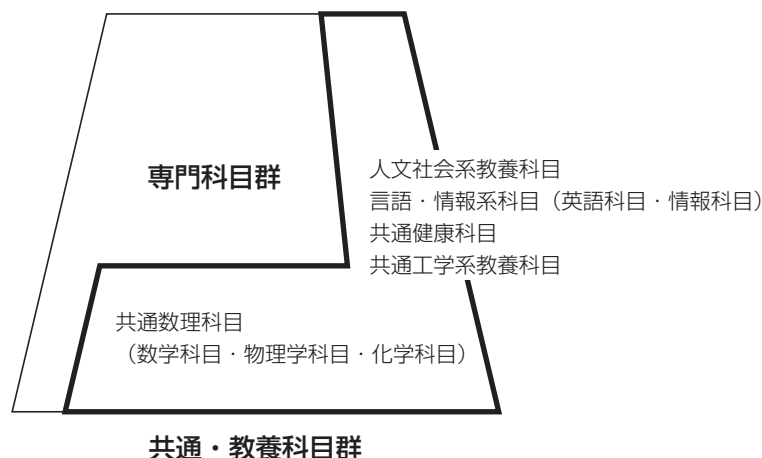 専門科目群
人文社会系教養科目
言語・情報系科目（英語科目・情報科目）
共通健康科目
共通工学系教養科目
共通数理科目
（数学科目・物理学科目・化学科目）
共通・教養科目群